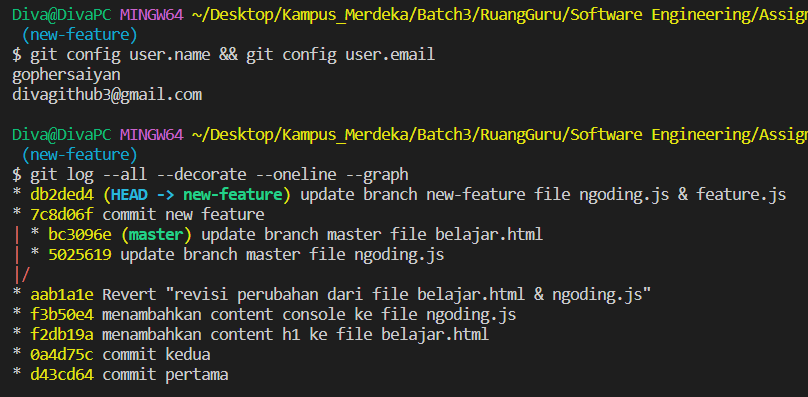 Diva@DivaPC MINGW64 ~/Desktop/Kampus_Merdeka/Batch3/RuangGuru/Software Engineering/Assign
(new-feature)
$ git config user.name && git config user.email
gophersaiyan
divagithub3@gmail.com
Diva@DivaPC MINGW64 ~/Desktop/Kampus_Merdeka/Batch3/RuangGuru/Software Engineering/Assign
(new-feature)
$ git log --all --decorate --oneline --graph
* db2ded4 (HEAD -> new-feature) update branch new-feature file ngoding.js & feature.js
* 7c8d06f commit new feature
| * bc3096e (master) update branch master file belajar.html
| * 5025619 update branch master file ngoding.js
|/
* aab1a1e Revert "revisi perubahan dari file belajar.html & ngoding.js"
* f3b50e4 menambahkan content console ke file ngoding.js
* f2db19a menambahkan content h1 ke file belajar.html
* 0a4d75c commit kedua
* d43cd64 commit pertama